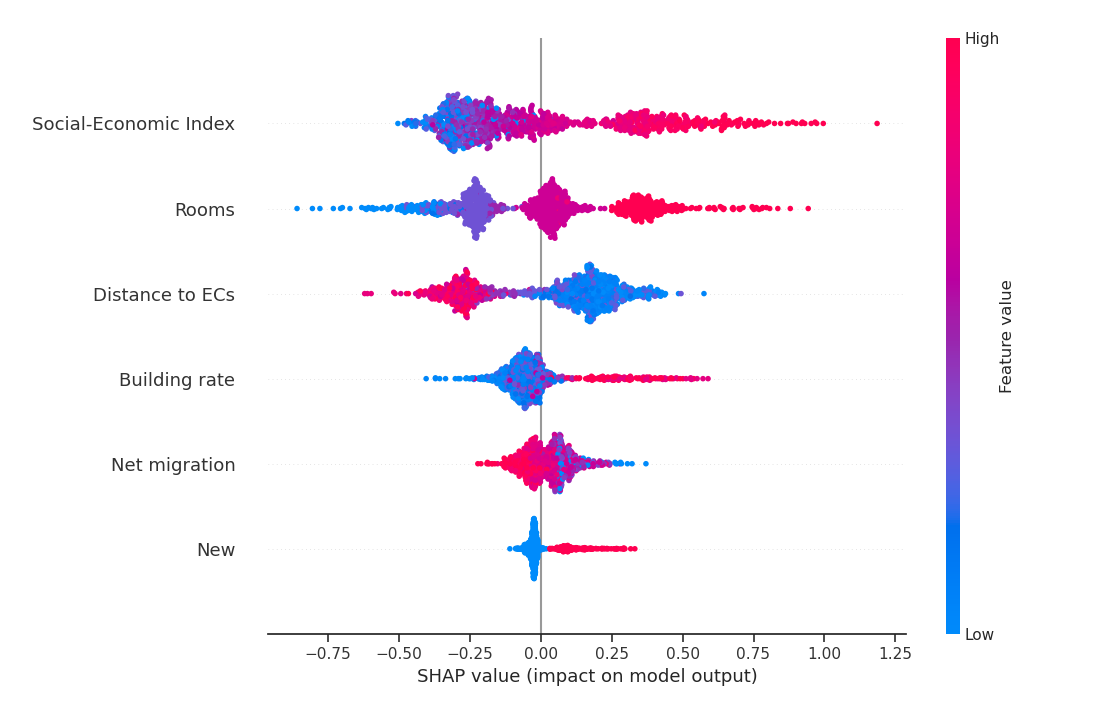 High
Social-Economic Index
Rooms
Distance to ECs
Building rate
Net migration
New
Feature value
Low
−0.75 −0.50 −0.25 0.00 0.25 0.50 0.75 1.00 1.25
SHAP value (impact on model output)